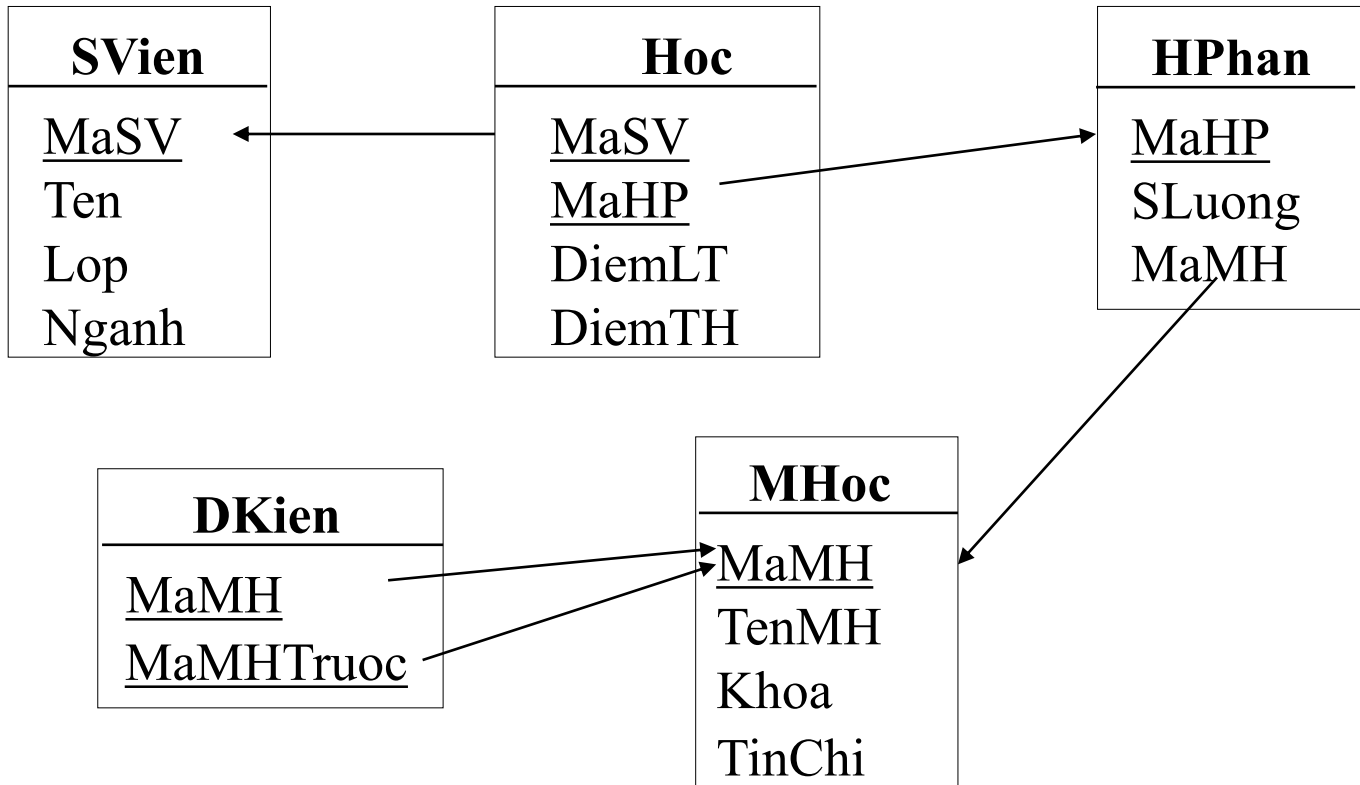 SVien
MaSV
Ten
Lop
Nganh
Hoc
MaSV
MaHP
DiemLT
DiemTH
HPhan
MaHP
SLuong
MaMH
DKien
MaMH
MaMHTruoc
MHoc
MaMH
TenMH
Khoa
TinChi